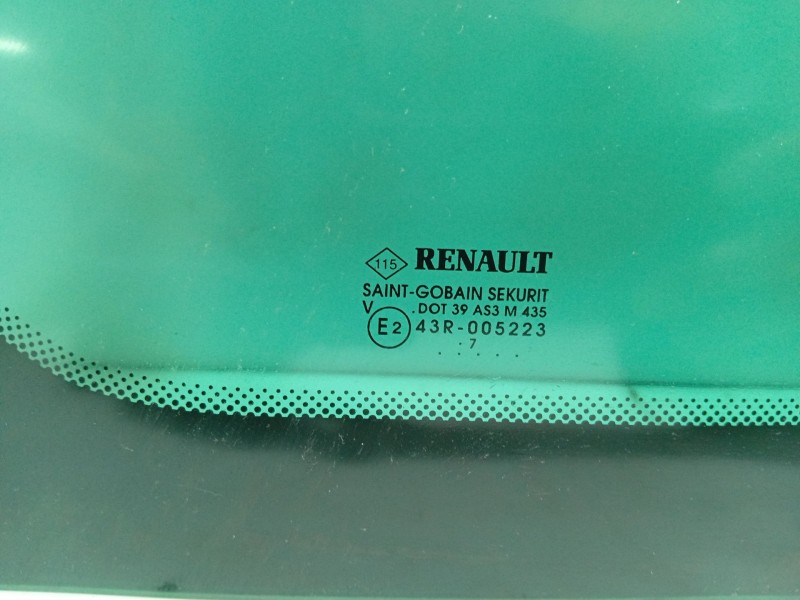 115 RENAULT
SAINT-GOBAIN SEKURIT
V .DOT 39 AS3 M 435
E2 43R-005223
. . 7 . . . .